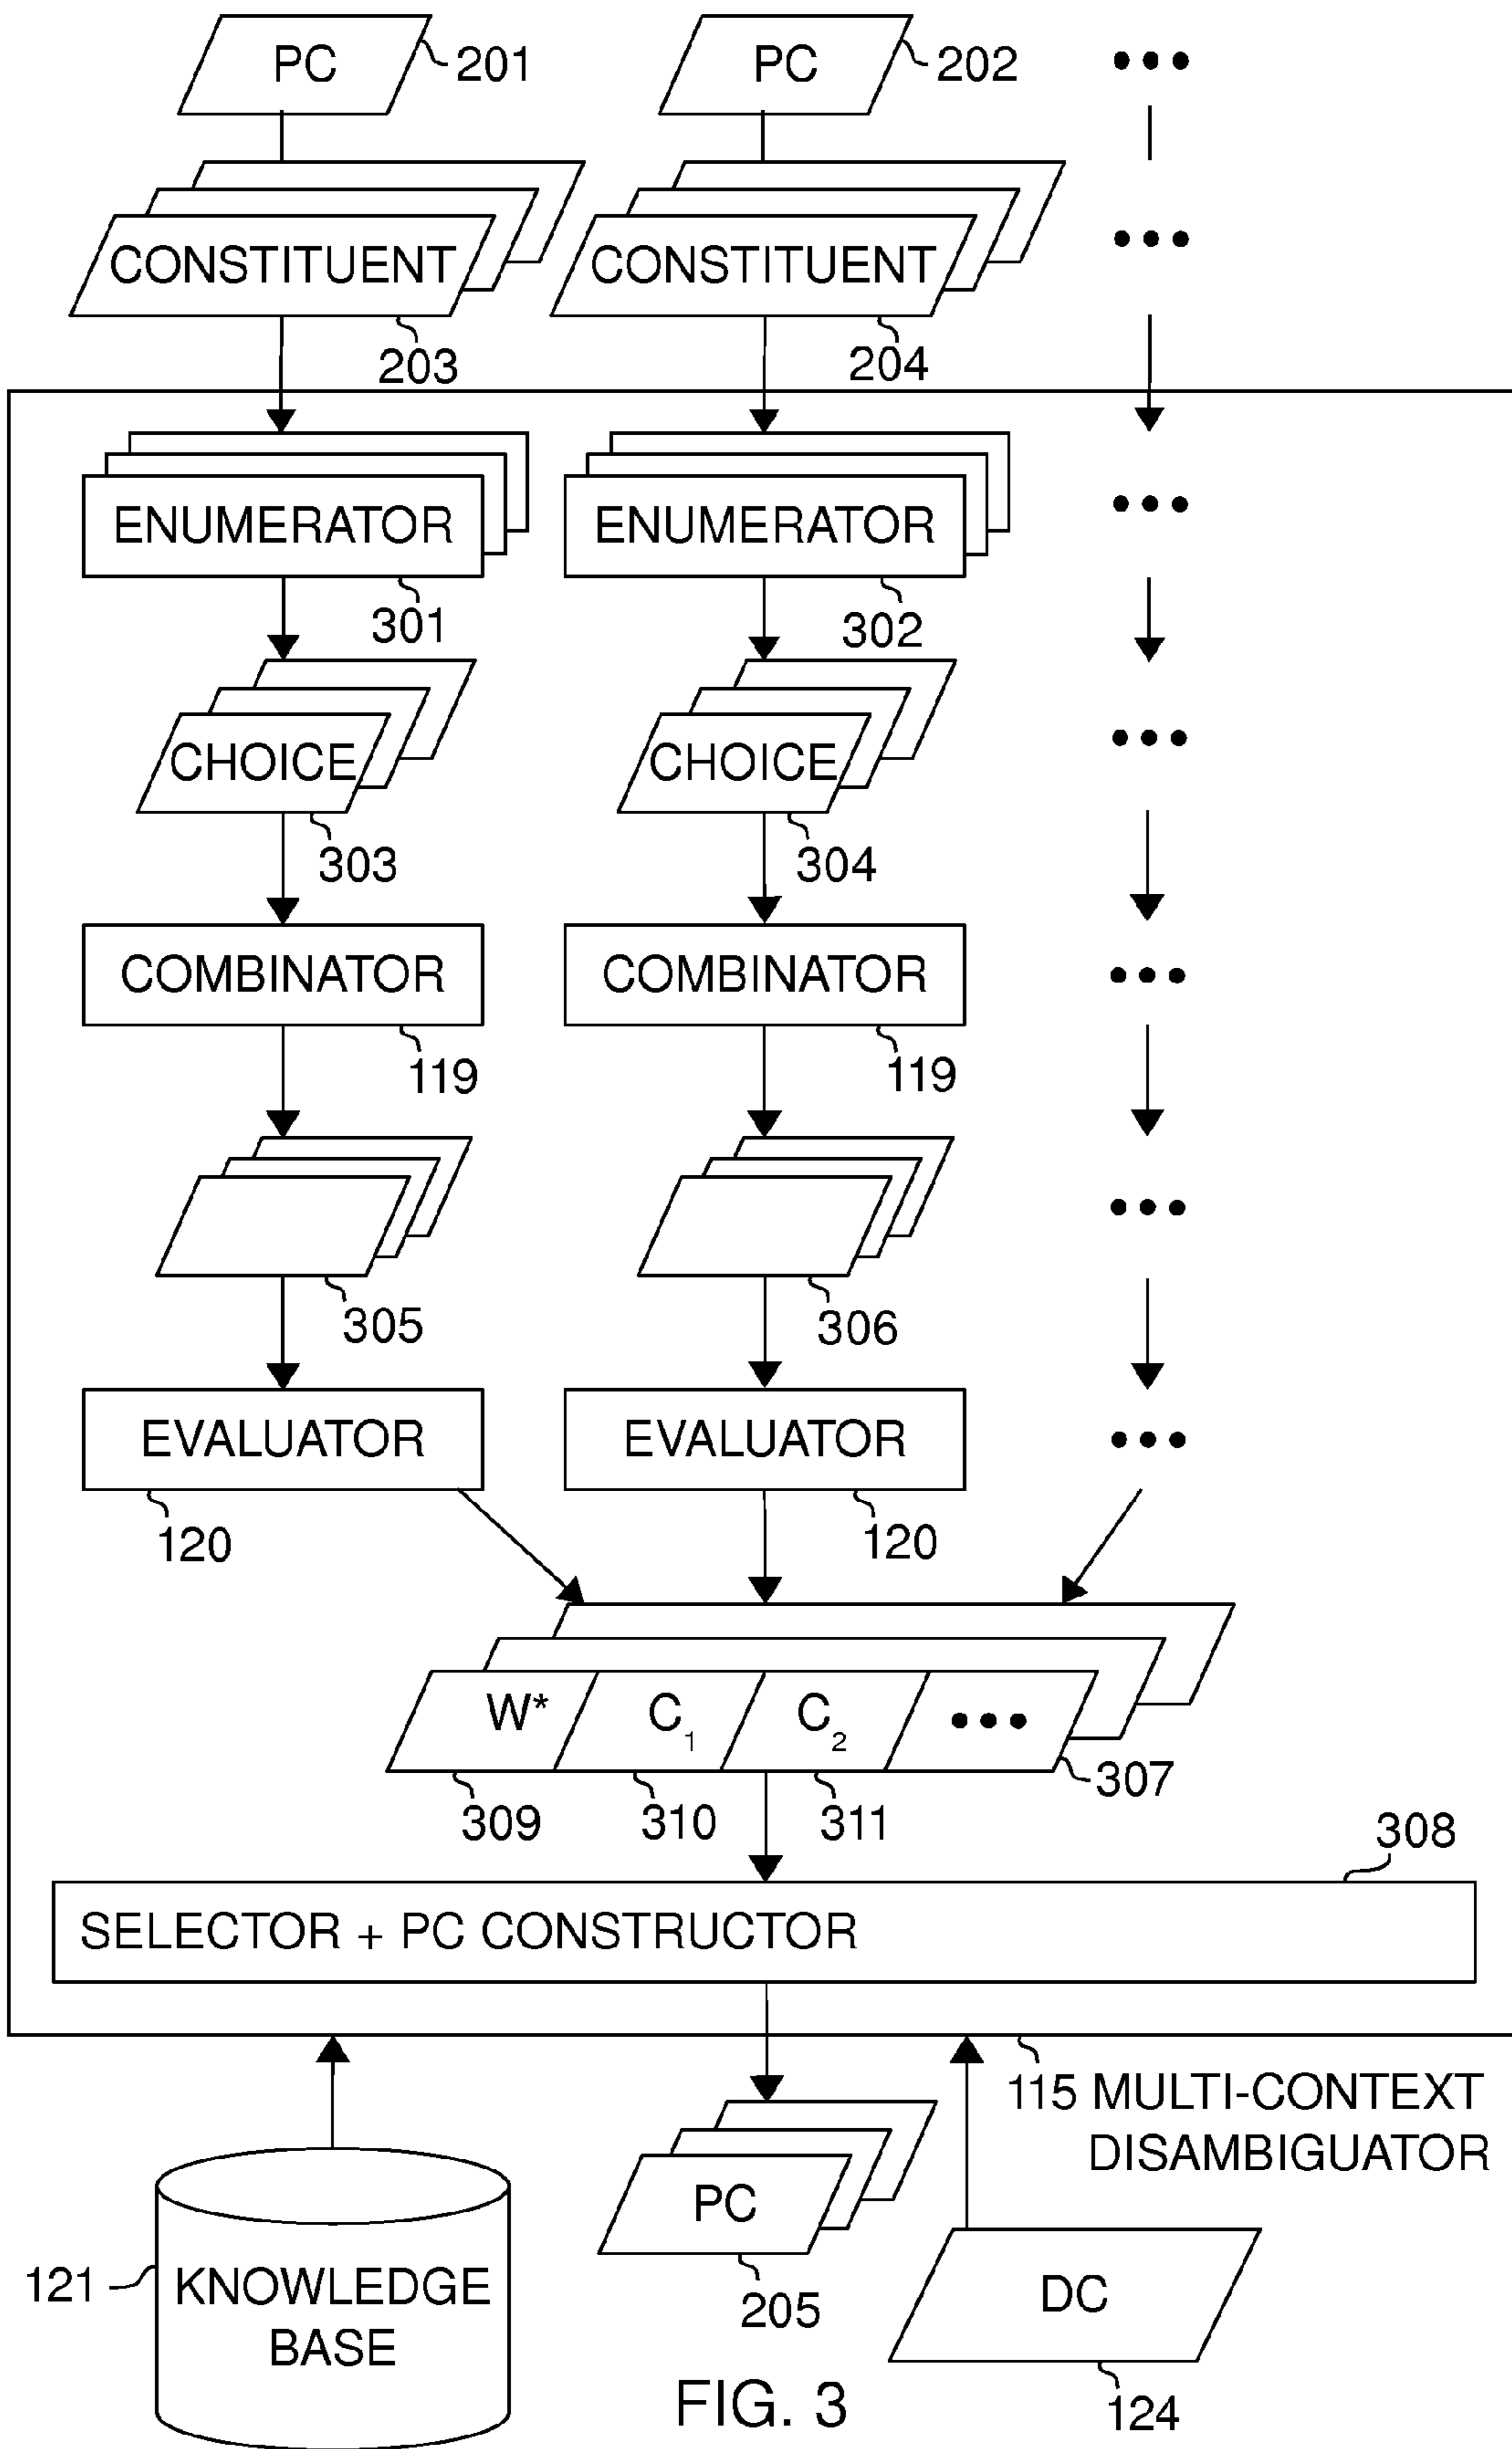 PC 201 PC 202 •••
CONSTITUENT CONSTITUENT •••
203 204
ENUMERATOR ENUMERATOR •••
301 302
CHOICE CHOICE •••
303 304
COMBINATOR COMBINATOR •••
119 119
•••
305 306
EVALUATOR EVALUATOR •••
120 120
W* C₁ C₂ •••
307
309 310 311
308
SELECTOR + PC CONSTRUCTOR
115 MULTI-CONTEXT
DISAMBIGUATOR
PC
121 KNOWLEDGE
BASE
DC
205
124
FIG. 3